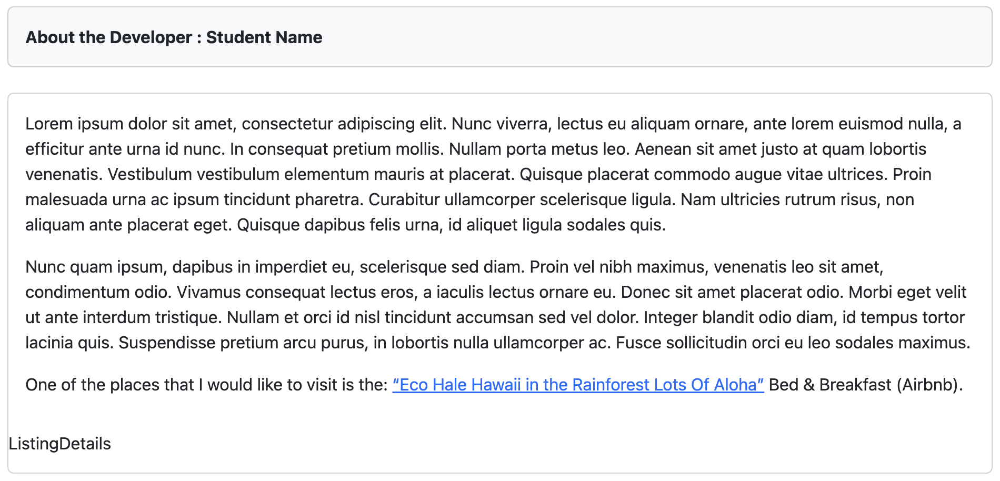 About the Developer : Student Name
Lorem ipsum dolor sit amet, consectetur adipiscing elit. Nunc viverra, lectus eu aliquam ornare, ante lorem euismod nulla, a
efficitur ante urna id nunc. In consequat pretium mollis. Nullam porta metus leo. Aenean sit amet justo at quam lobortis
venenatis. Vestibulum vestibulum elementum mauris at placerat. Quisque placerat commodo augue vitae ultrices. Proin
malesuada urna ac ipsum tincidunt pharetra. Curabitur ullamcorper scelerisque ligula. Nam ultricies rutrum risus, non
aliquam ante placerat eget. Quisque dapibus felis urna, id aliquet ligula sodales quis.
Nunc quam ipsum, dapibus in imperdiet eu, scelerisque sed diam. Proin vel nibh maximus, venenatis leo sit amet,
condimentum odio. Vivamus consequat lectus eros, a iaculis lectus ornare eu. Donec sit amet placerat odio. Morbi eget velit
ut ante interdum tristique. Nullam et orci id nisl tincidunt accumsan sed vel dolor. Integer blandit odio diam, id tempus tortor
lacinia quis. Suspendisse pretium arcu purus, in lobortis nulla ullamcorper ac. Fusce sollicitudin orci eu leo sodales maximus.
One of the places that I would like to visit is the: “Eco Hale Hawaii in the Rainforest Lots Of Aloha” Bed & Breakfast (Airbnb).
ListingDetails